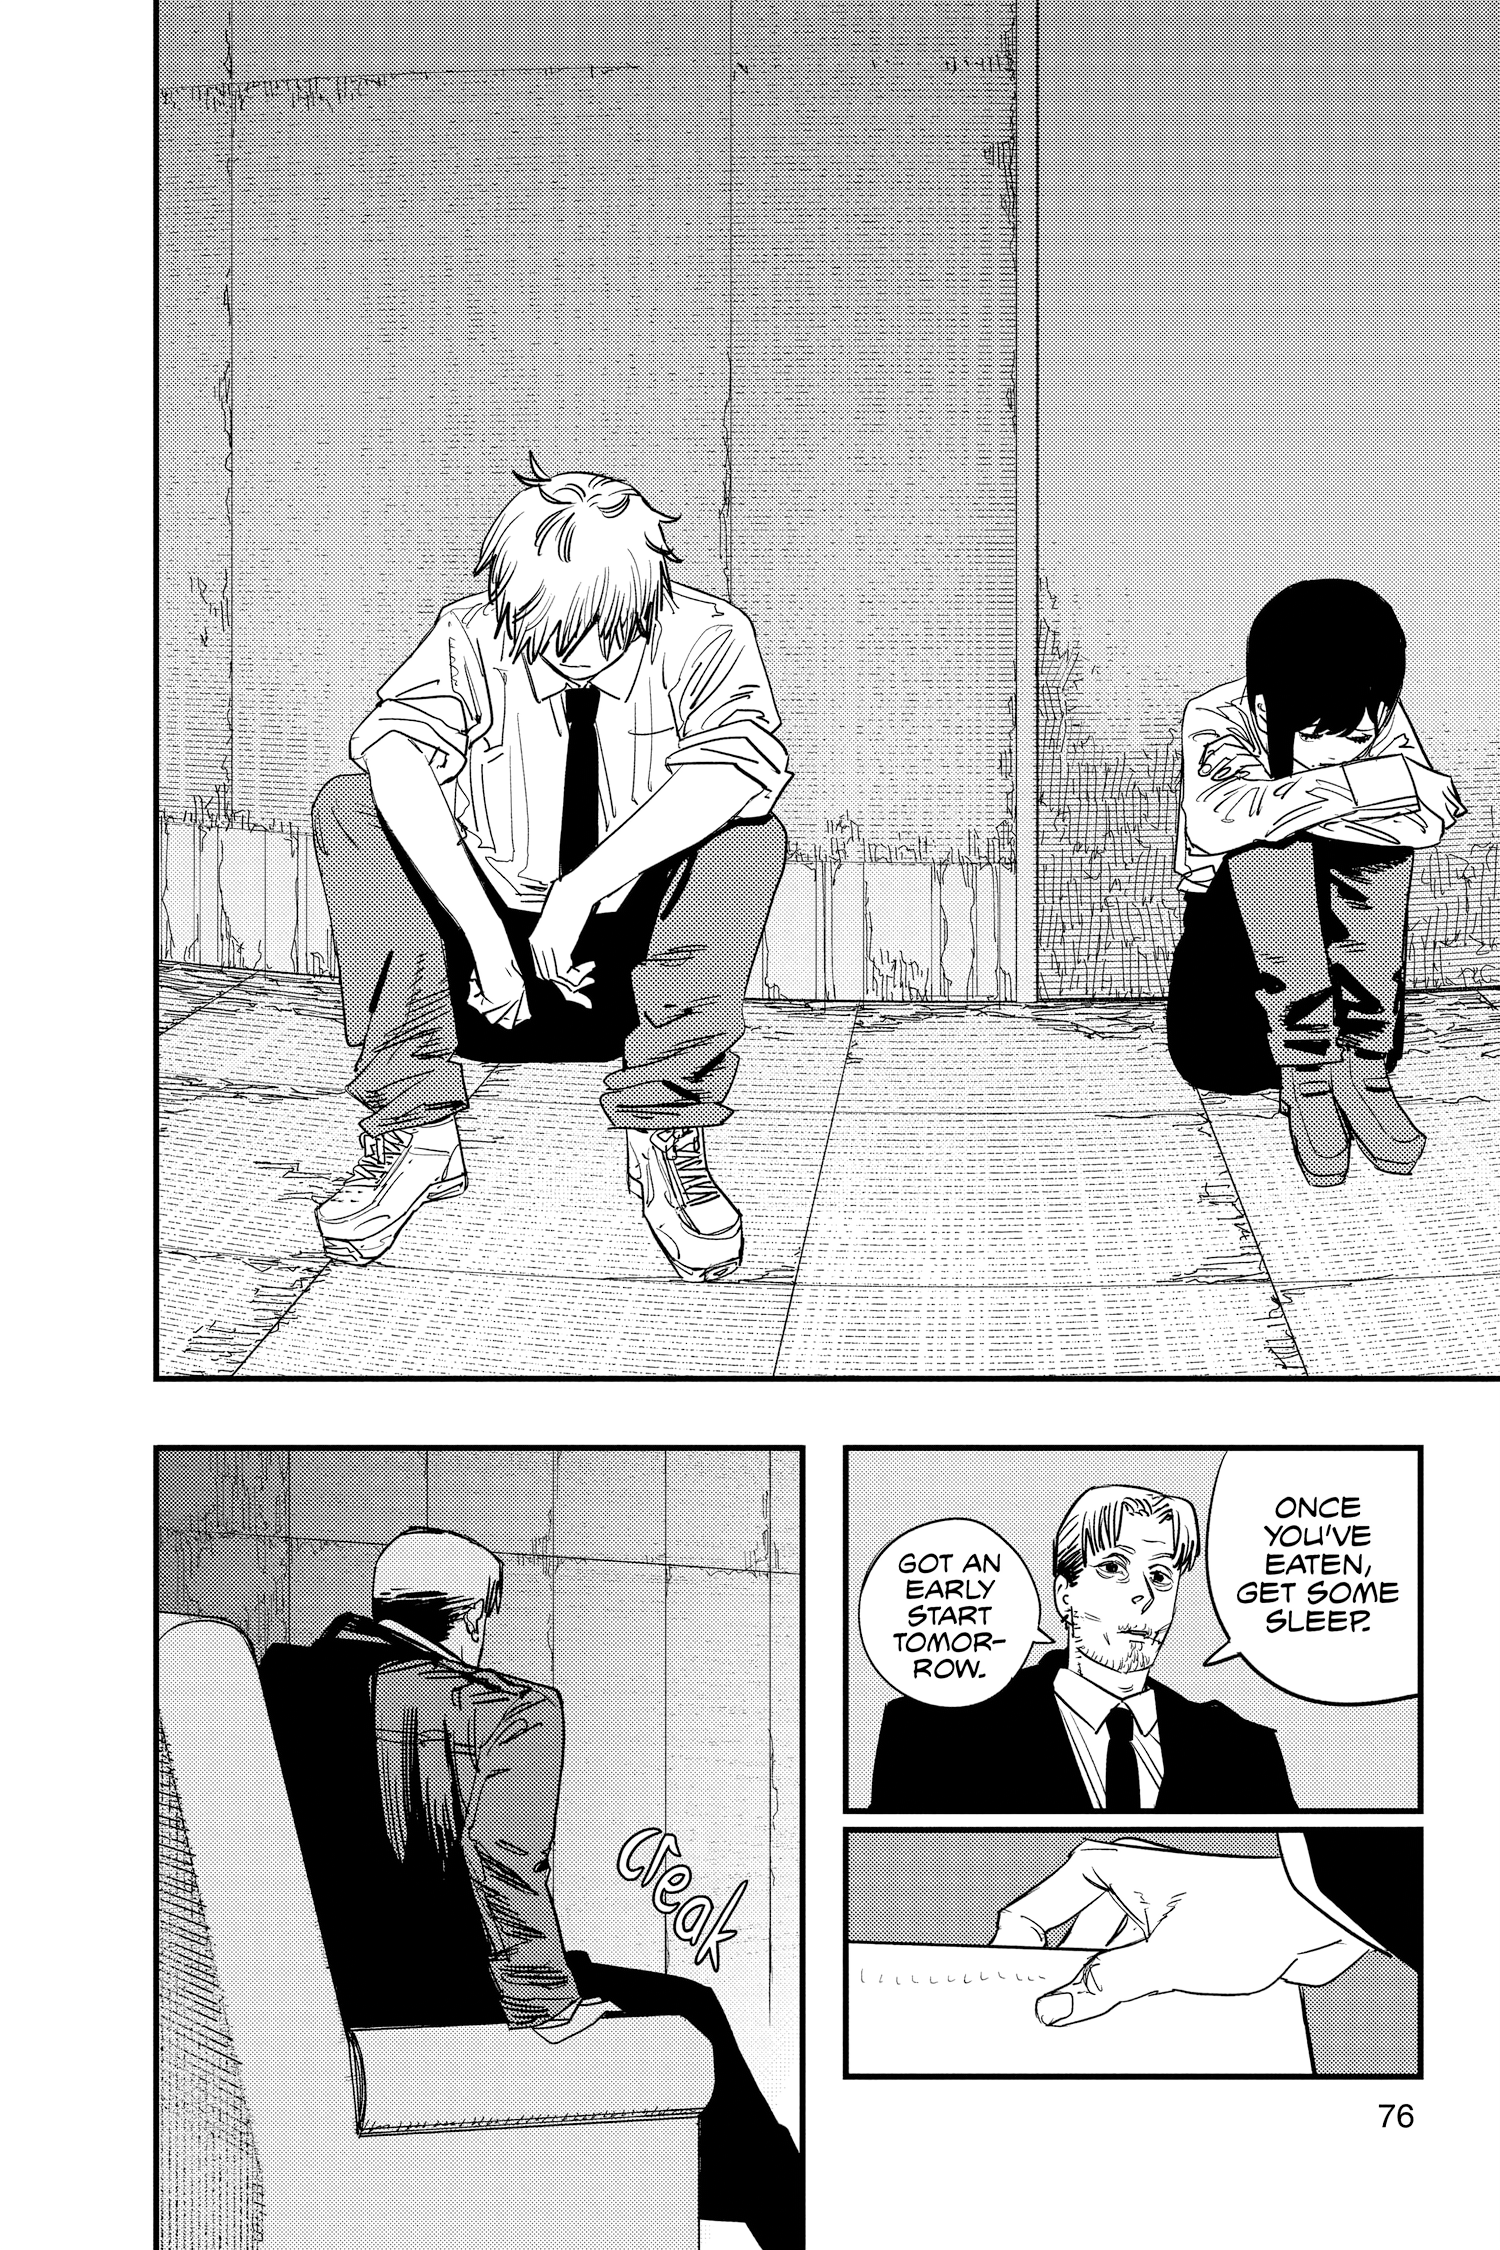 ONCE
YOU'VE
EATEN,
GET SOME
SLEEP.
GOT AN
EARLY
START
TOMOR-
ROW.
creak
76